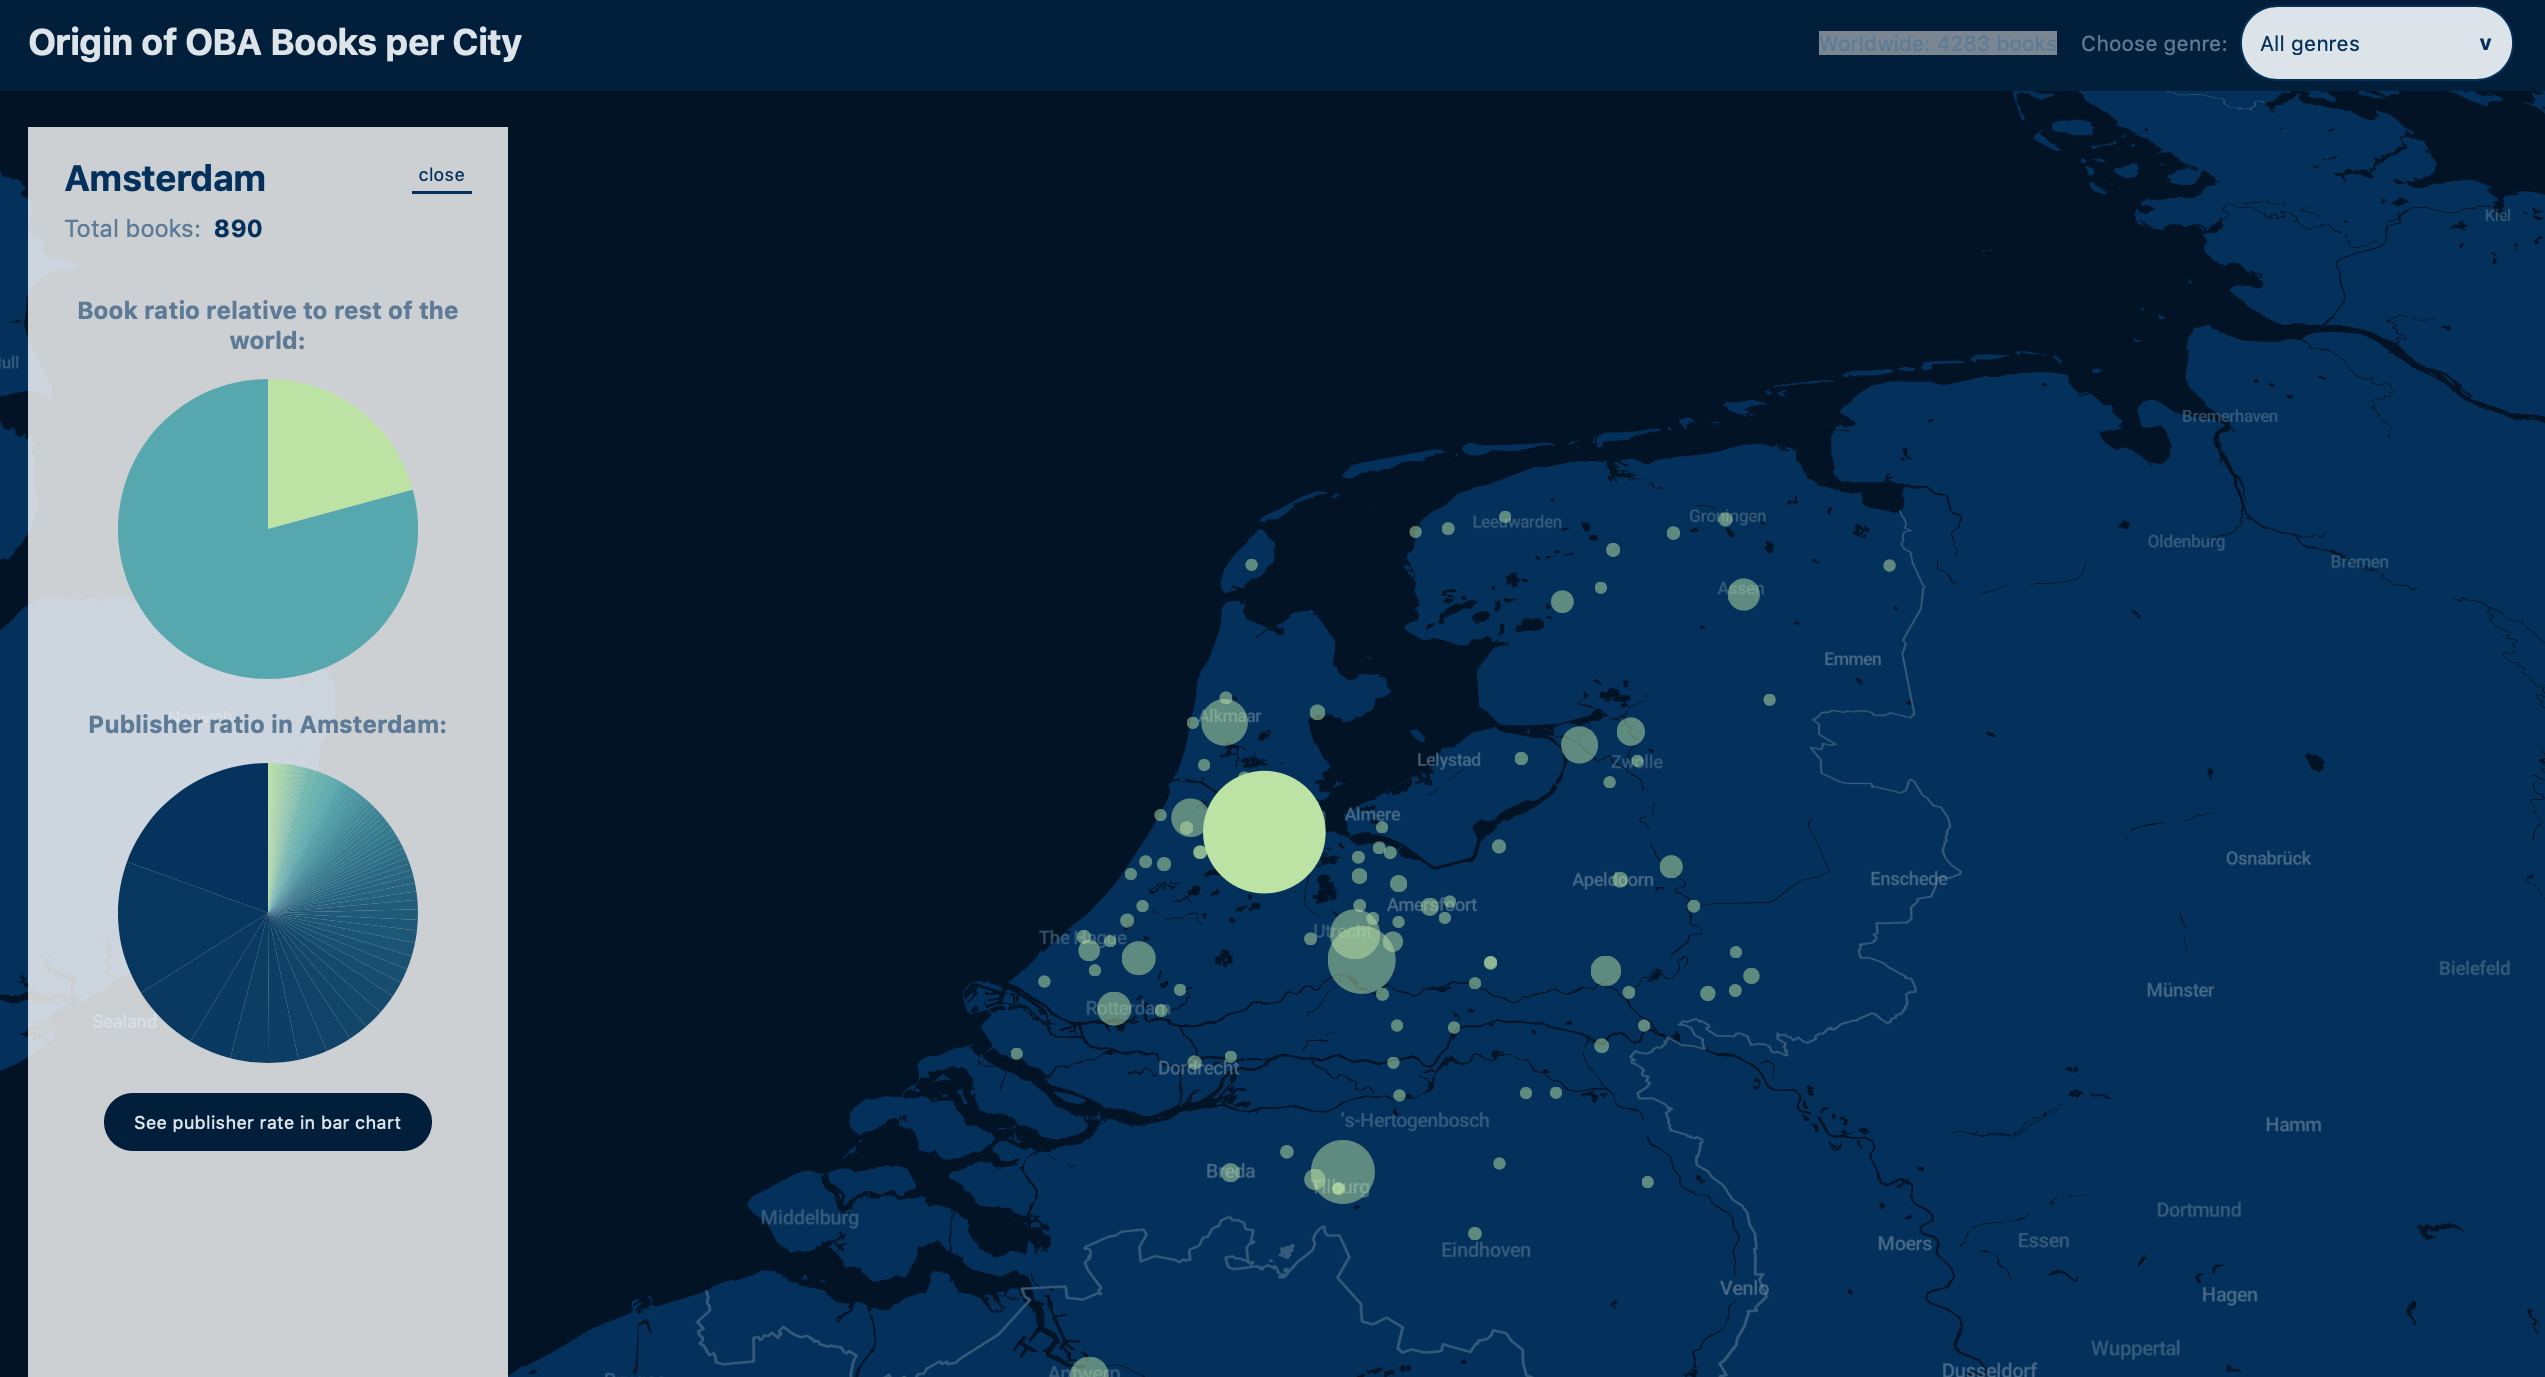 Origin of OBA Books per City
Worldwide: 4283 books
Choose genre:
All genres
v
Amsterdam
close
Total books: 890
Book ratio relative to rest of the
world:
Publisher ratio in Amsterdam:
See publisher rate in bar chart
Sealand
Kiel
Bremerhaven
Leeuwarden
Groningen
Oldenburg
Bremen
Assen
Emmen
Alkmaar
Lelystad
Zwolle
Almere
Osnabrück
Apeldoorn
Enschede
Amersfoort
Utrecht
The Hague
Bielefeld
Münster
Rotterdam
Dordrecht
's-Hertogenbosch
Hamm
Breda
Tilburg
Middelburg
Dortmund
Essen
Moers
Eindhoven
Venlo
Hagen
Wuppertal
Dusseldorf
Antwerp